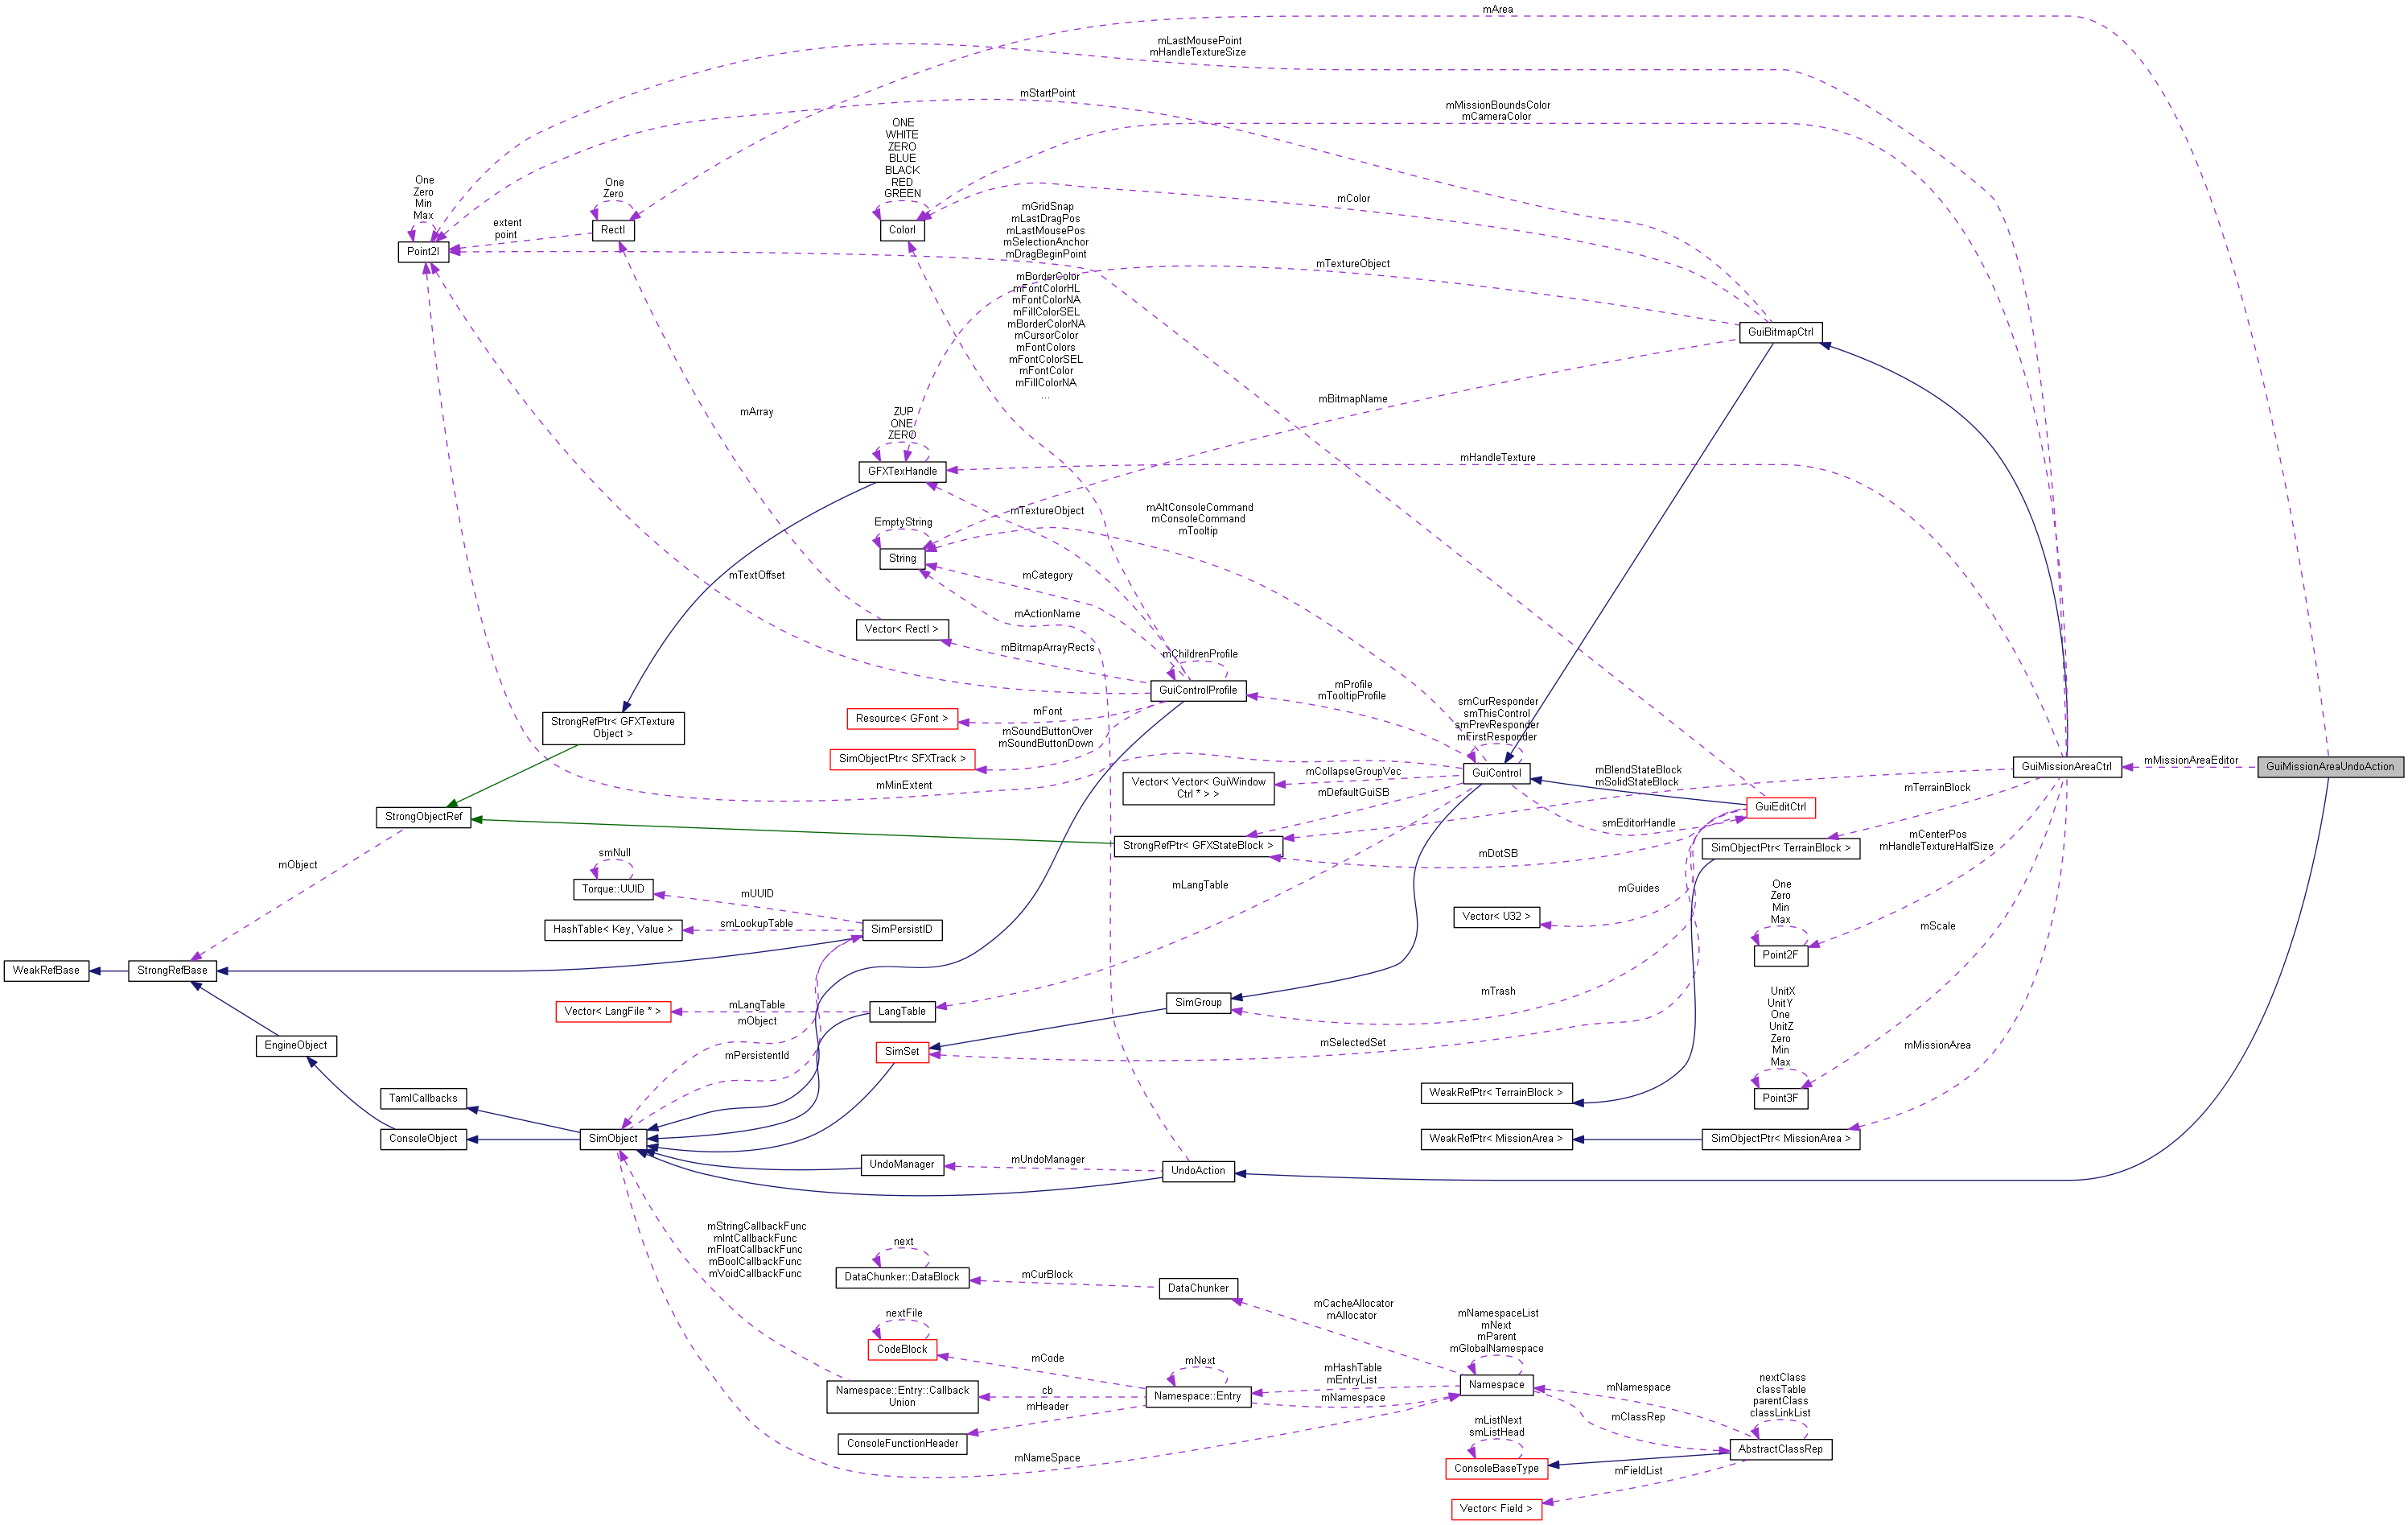 mArea
mLastMousePoint
mHandleTextureSize
mStartPoint
mMissionBoundsColor
mCameraColor
ONE
WHITE
ZERO
BLUE
BLACK
RED
GREEN
One
Zero
Min
Max
One
Zero
mColor
extent
point
mGridSnap
mLastDragPos
mLastMousePos
mSelectionAnchor
mDragBeginPoint
RectI
ColorI
Point2I
mTextureObject
mBorderColor
mFontColorHL
mFontColorNA
mFillColorSEL
mBorderColorNA
mCursorColor
mFontColors
mFontColorSEL
mFontColor
mFillColorNA
...
GuiBitmapCtrl
mBitmapName
mArray
ZUP
ONE
ZERO
mHandleTexture
GFXTexHandle
mTextureObject
mAltConsoleCommand
mConsoleCommand
mTooltip
EmptyString
String
mTextOffset
mCategory
mActionName
Vector< RectI >
mBitmapArrayRects
mChildrenProfile
GuiControlProfile
mProfile
mTooltipProfile
smCurResponder
smThisControl
smPrevResponder
mFirstResponder
StrongRefPtr< GFXTexture
Object >
Resource< GFont >
mFont
mSoundButtonOver
mSoundButtonDown
SimObjectPtr< SFXTrack >
mMinExtent
Vector< Vector< GuiWindow
Ctrl * > >
mCollapseGroupVec
mDefaultGuiSB
GuiControl
mBlendStateBlock
mSolidStateBlock
GuiMissionAreaCtrl
mMissionAreaEditor
GuiMissionAreaUndoAction
mTerrainBlock
GuiEditCtrl
smEditorHandle
StrongObjectRef
StrongRefPtr< GFXStateBlock >
mDotSB
SimObjectPtr< TerrainBlock >
mCenterPos
mHandleTextureHalfSize
mObject
smNull
Torque::UUID
mUUID
mLangTable
mGuides
One
Zero
Min
Max
HashTable< Key, Value >
smLookupTable
SimPersistID
Vector< U32 >
mScale
Point2F
WeakRefBase
StrongRefBase
mTrash
UnitX
UnitY
One
UnitZ
Zero
Min
Max
Vector< LangFile * >
mLangTable
mObject
LangTable
SimGroup
EngineObject
mPersistentId
SimSet
mSelectedSet
mMissionArea
TamlCallbacks
WeakRefPtr< TerrainBlock >
Point3F
ConsoleObject
SimObject
WeakRefPtr< MissionArea >
SimObjectPtr< MissionArea >
UndoManager
mUndoManager
UndoAction
mStringCallbackFunc
mIntCallbackFunc
mFloatCallbackFunc
mBoolCallbackFunc
mVoidCallbackFunc
next
DataChunker::DataBlock
mCurBlock
DataChunker
mCacheAllocator
mAllocator
mNamespaceList
mNext
mParent
mGlobalNamespace
nextFile
CodeBlock
mCode
mNext
mHashTable
mEntryList
Namespace
mNamespace
nextClass
classTable
parentClass
classLinkList
Namespace::Entry::Callback
Union
cb
Namespace::Entry
mNamespace
mHeader
mClassRep
ConsoleFunctionHeader
mListNext
smListHead
AbstractClassRep
mNameSpace
ConsoleBaseType
mFieldList
Vector< Field >